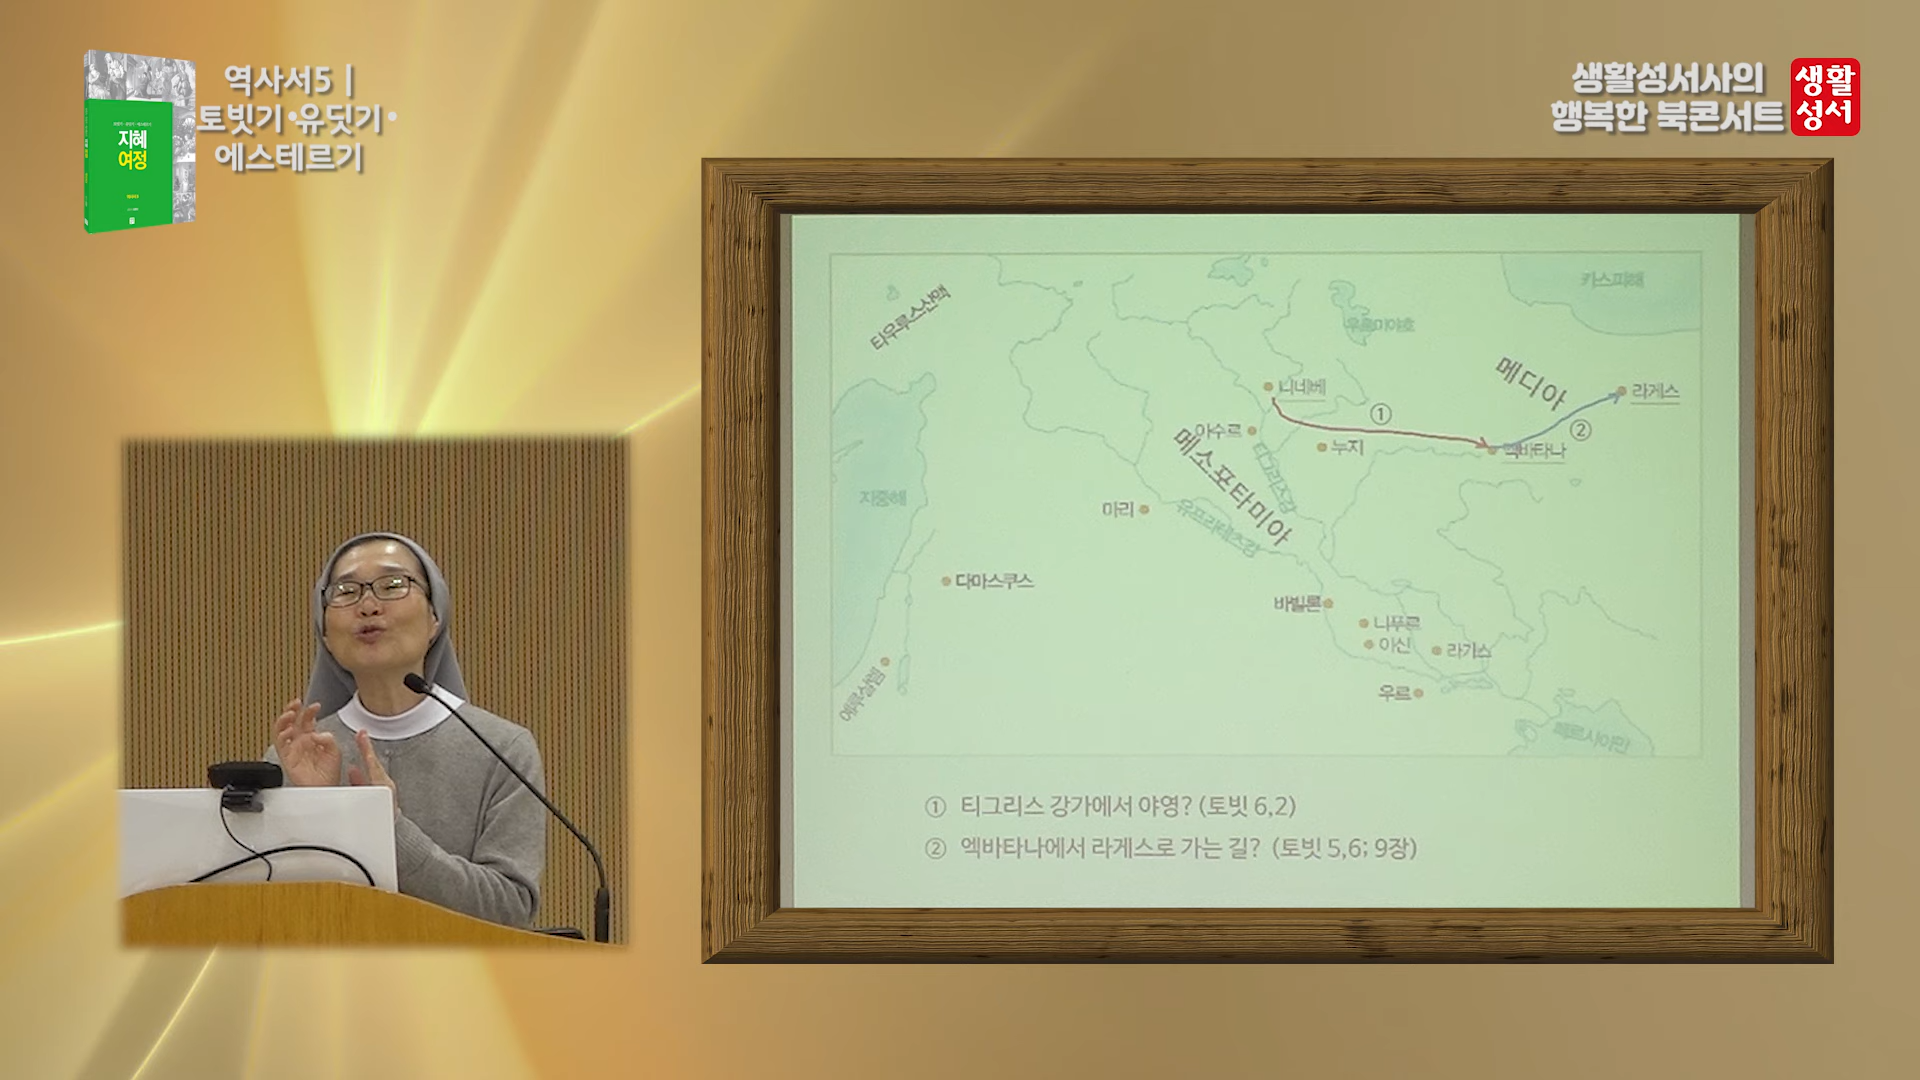 역사서5 |
토빗기•유딧기•
에스테르기
지혜
여정
생활성서사의
행복한 북콘서트
생활
성서
타우루스산맥
카스피해
우르미아호
메디아
니네베
라게스
①
②
아수르
누지
엑바타나
메소포타미아
티그리스강
지중해
마리
유프라테스강
다마스쿠스
바빌론
니푸르
이신
라가스
우르
예루살렘
페르시아만
① 티그리스 강가에서 야영? (토빗 6,2)
② 엑바타나에서 라게스로 가는 길? (토빗 5,6; 9장)